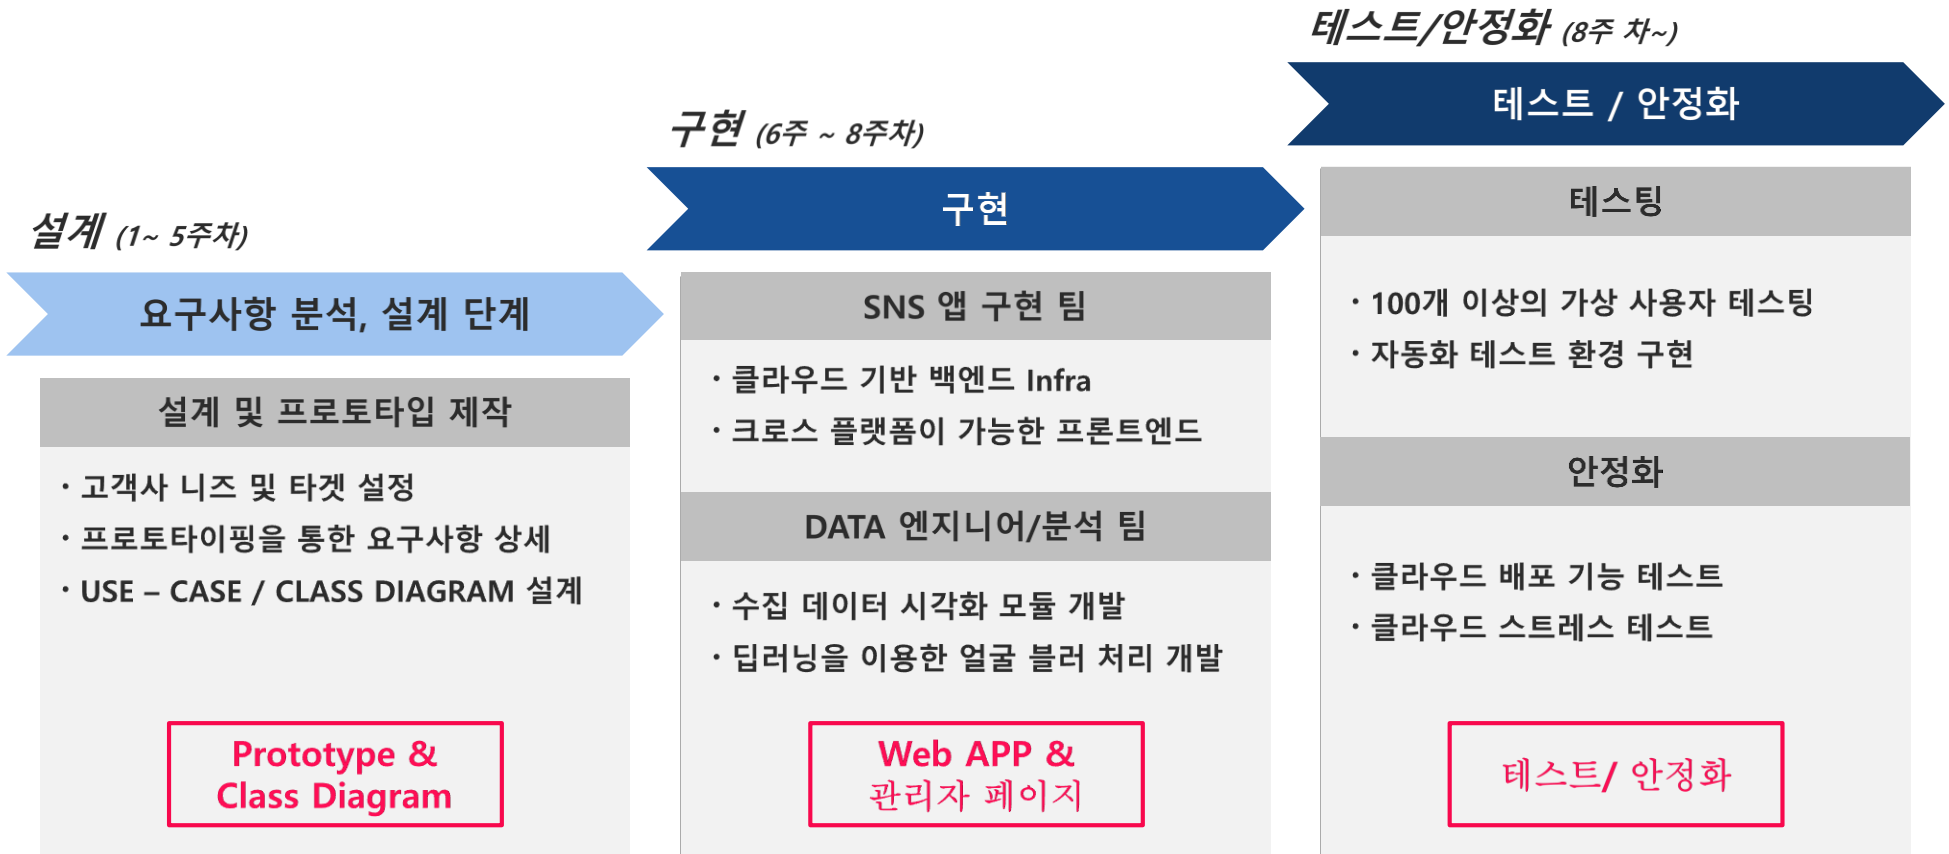 설계 (1~ 5주차)
요구사항 분석, 설계 단계
설계 및 프로토타입 제작
· 고객사 니즈 및 타겟 설정
· 프로토타이핑을 통한 요구사항 상세
· USE – CASE / CLASS DIAGRAM 설계
Prototype &
Class Diagram
구현 (6주 ~ 8주차)
구현
SNS 앱 구현 팀
· 클라우드 기반 백엔드 Infra
· 크로스 플랫폼이 가능한 프론트엔드
DATA 엔지니어/분석 팀
· 수집 데이터 시각화 모듈 개발
· 딥러닝을 이용한 얼굴 블러 처리 개발
Web APP &
관리자 페이지
테스트/안정화 (8주 차~)
테스트 / 안정화
테스팅
· 100개 이상의 가상 사용자 테스팅
· 자동화 테스트 환경 구현
안정화
· 클라우드 배포 기능 테스트
· 클라우드 스트레스 테스트
테스트/ 안정화